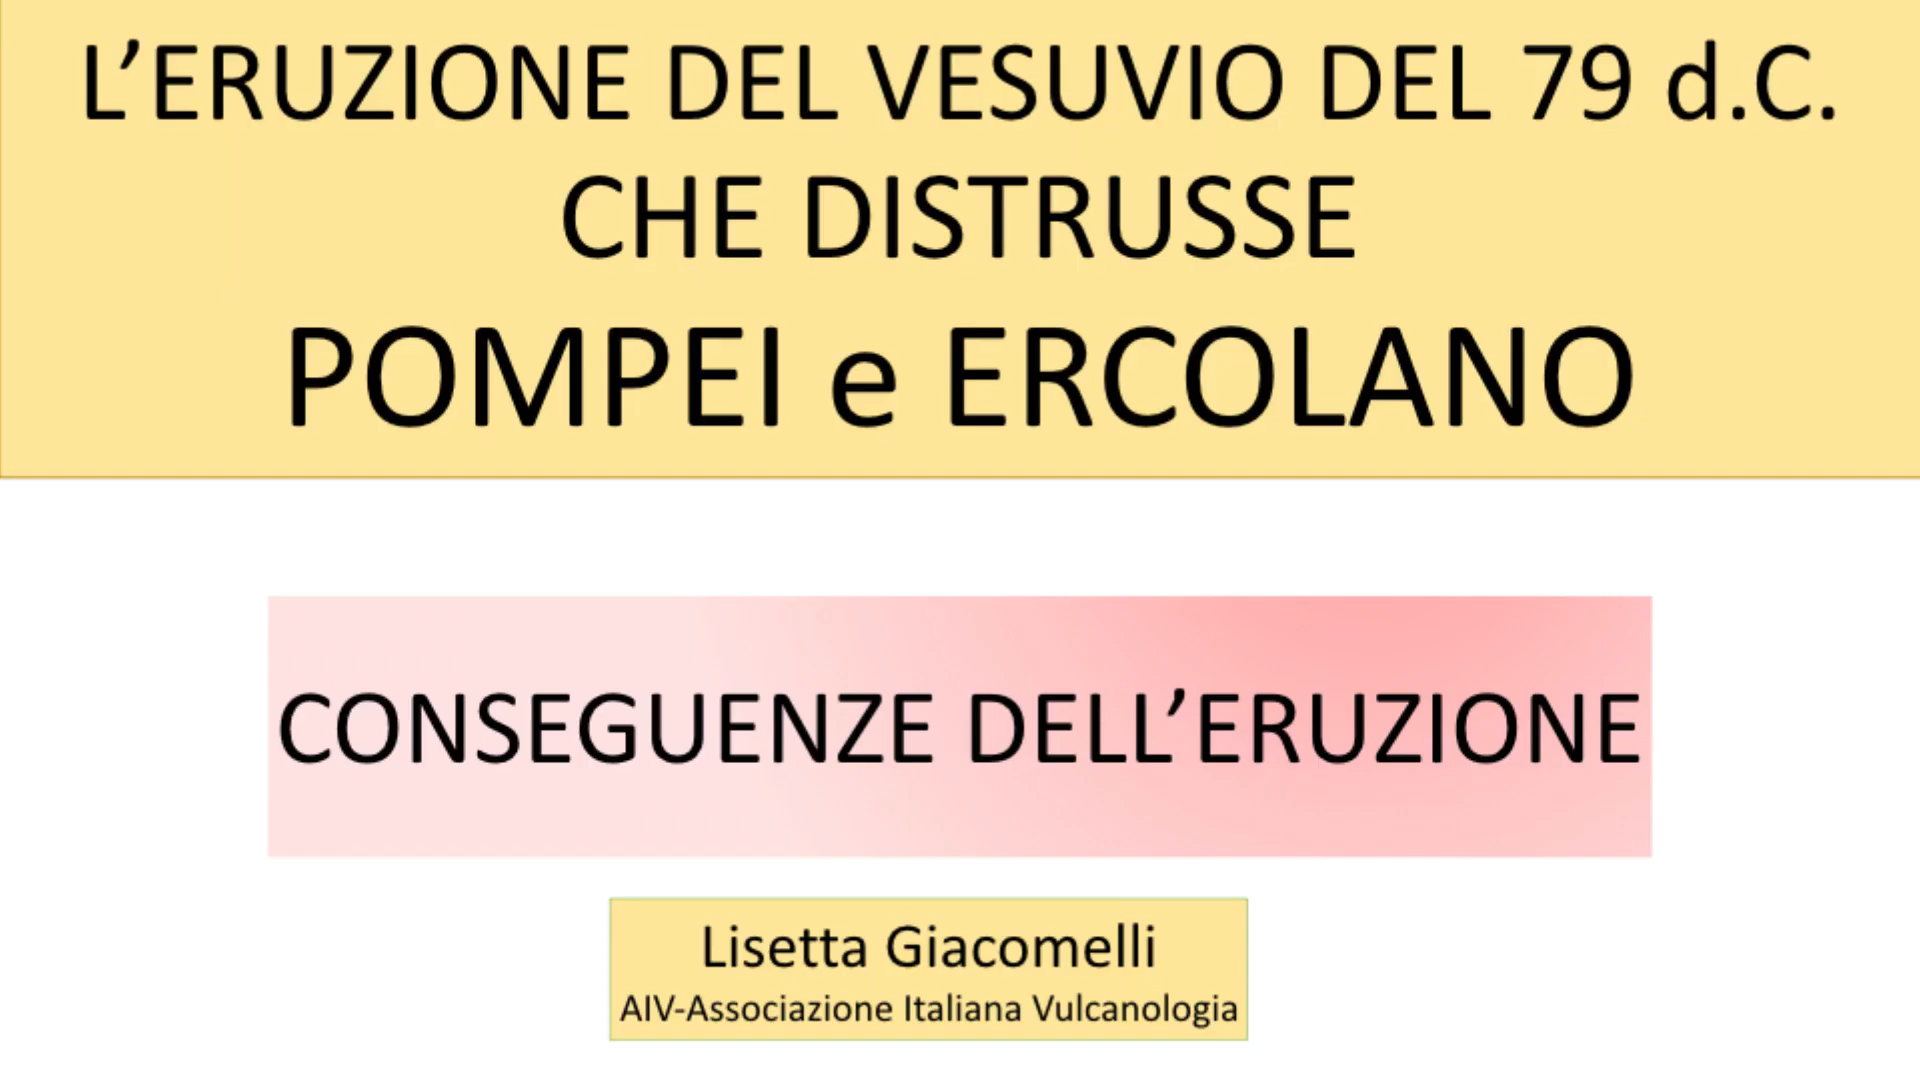 L’ERUZIONE DEL VESUVIO DEL 79 d.C.
CHE DISTRUSSE
POMPEI e ERCOLANO
CONSEGUENZE DELL’ERUZIONE
Lisetta Giacomelli
AIV-Associazione Italiana Vulcanologia